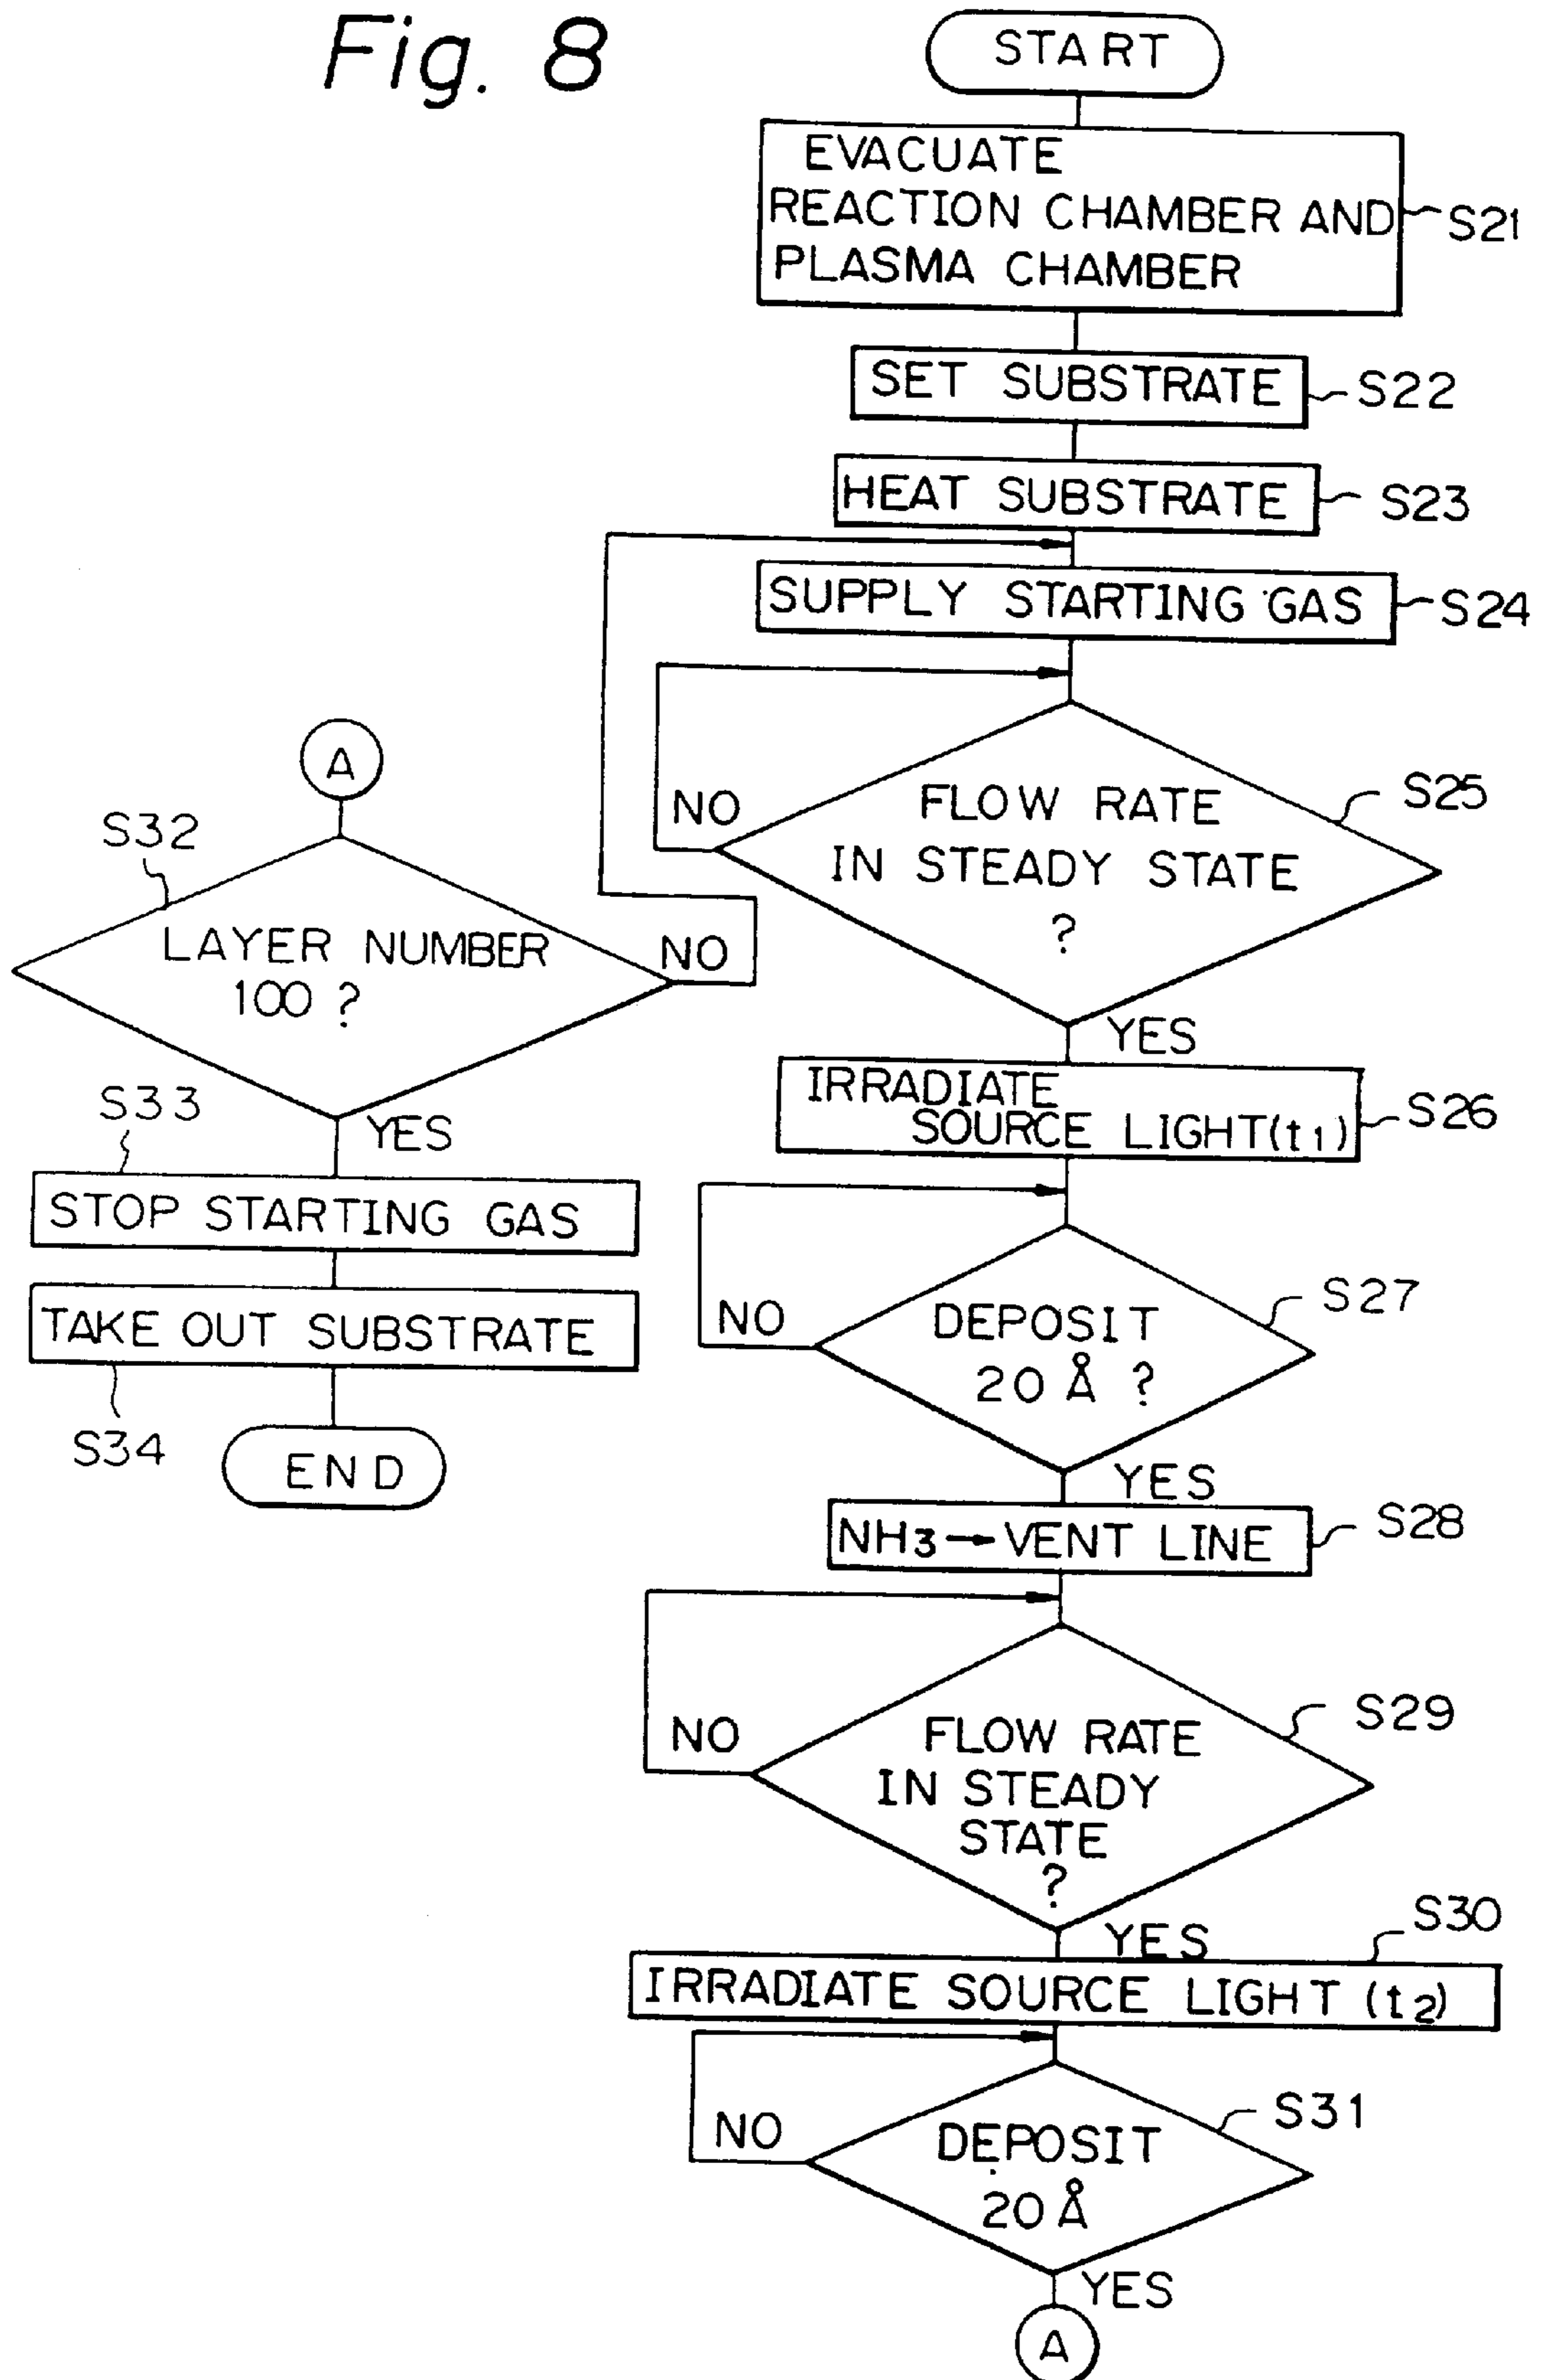 Fig. 8
START
EVACUATE
REACTION CHAMBER AND
PLASMA CHAMBER
S21
SET SUBSTRATE
S22
HEAT SUBSTRATE
S23
SUPPLY STARTING GAS
S24
FLOW RATE
IN STEADY STATE
?
S25
NO
YES
IRRADIATE
SOURCE LIGHT(t1)
S26
DEPOSIT
20 Å ?
S27
NO
YES
NH3→VENT LINE
S28
FLOW RATE
IN STEADY
STATE
?
S29
NO
YES
IRRADIATE SOURCE LIGHT (t2)
S30
DEPOSIT
20 Å
S31
NO
YES
A
A
S32
LAYER NUMBER
100 ?
NO
YES
S33
STOP STARTING GAS
TAKE OUT SUBSTRATE
S34
END